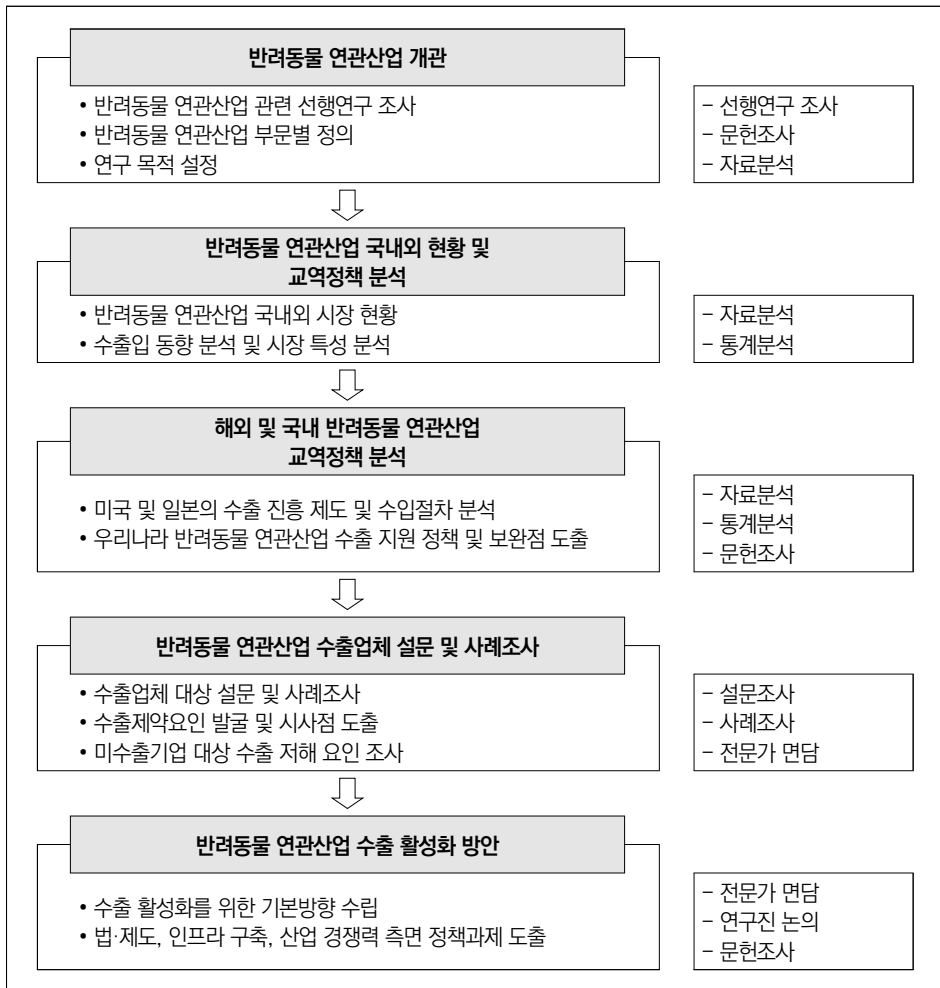 반려동물 연관산업 개관
• 반려동물 연관산업 관련 선행연구 조사
• 반려동물 연관산업 부문별 정의
• 연구 목적 설정
– 선행연구 조사
– 문헌조사
– 자료분석
반려동물 연관산업 국내외 현황 및
교역정책 분석
• 반려동물 연관산업 국내외 시장 현황
• 수출입 동향 분석 및 시장 특성 분석
– 자료분석
– 통계분석
해외 및 국내 반려동물 연관산업
교역정책 분석
• 미국 및 일본의 수출 진흥 제도 및 수입절차 분석
• 우리나라 반려동물 연관산업 수출 지원 정책 및 보완점 도출
– 자료분석
– 통계분석
– 문헌조사
반려동물 연관산업 수출업체 설문 및 사례조사
• 수출업체 대상 설문 및 사례조사
• 수출제약요인 발굴 및 시사점 도출
• 미수출기업 대상 수출 저해 요인 조사
– 설문조사
– 사례조사
– 전문가 면담
반려동물 연관산업 수출 활성화 방안
• 수출 활성화를 위한 기본방향 수립
• 법·제도, 인프라 구축, 산업 경쟁력 측면 정책과제 도출
– 전문가 면담
– 연구진 논의
– 문헌조사